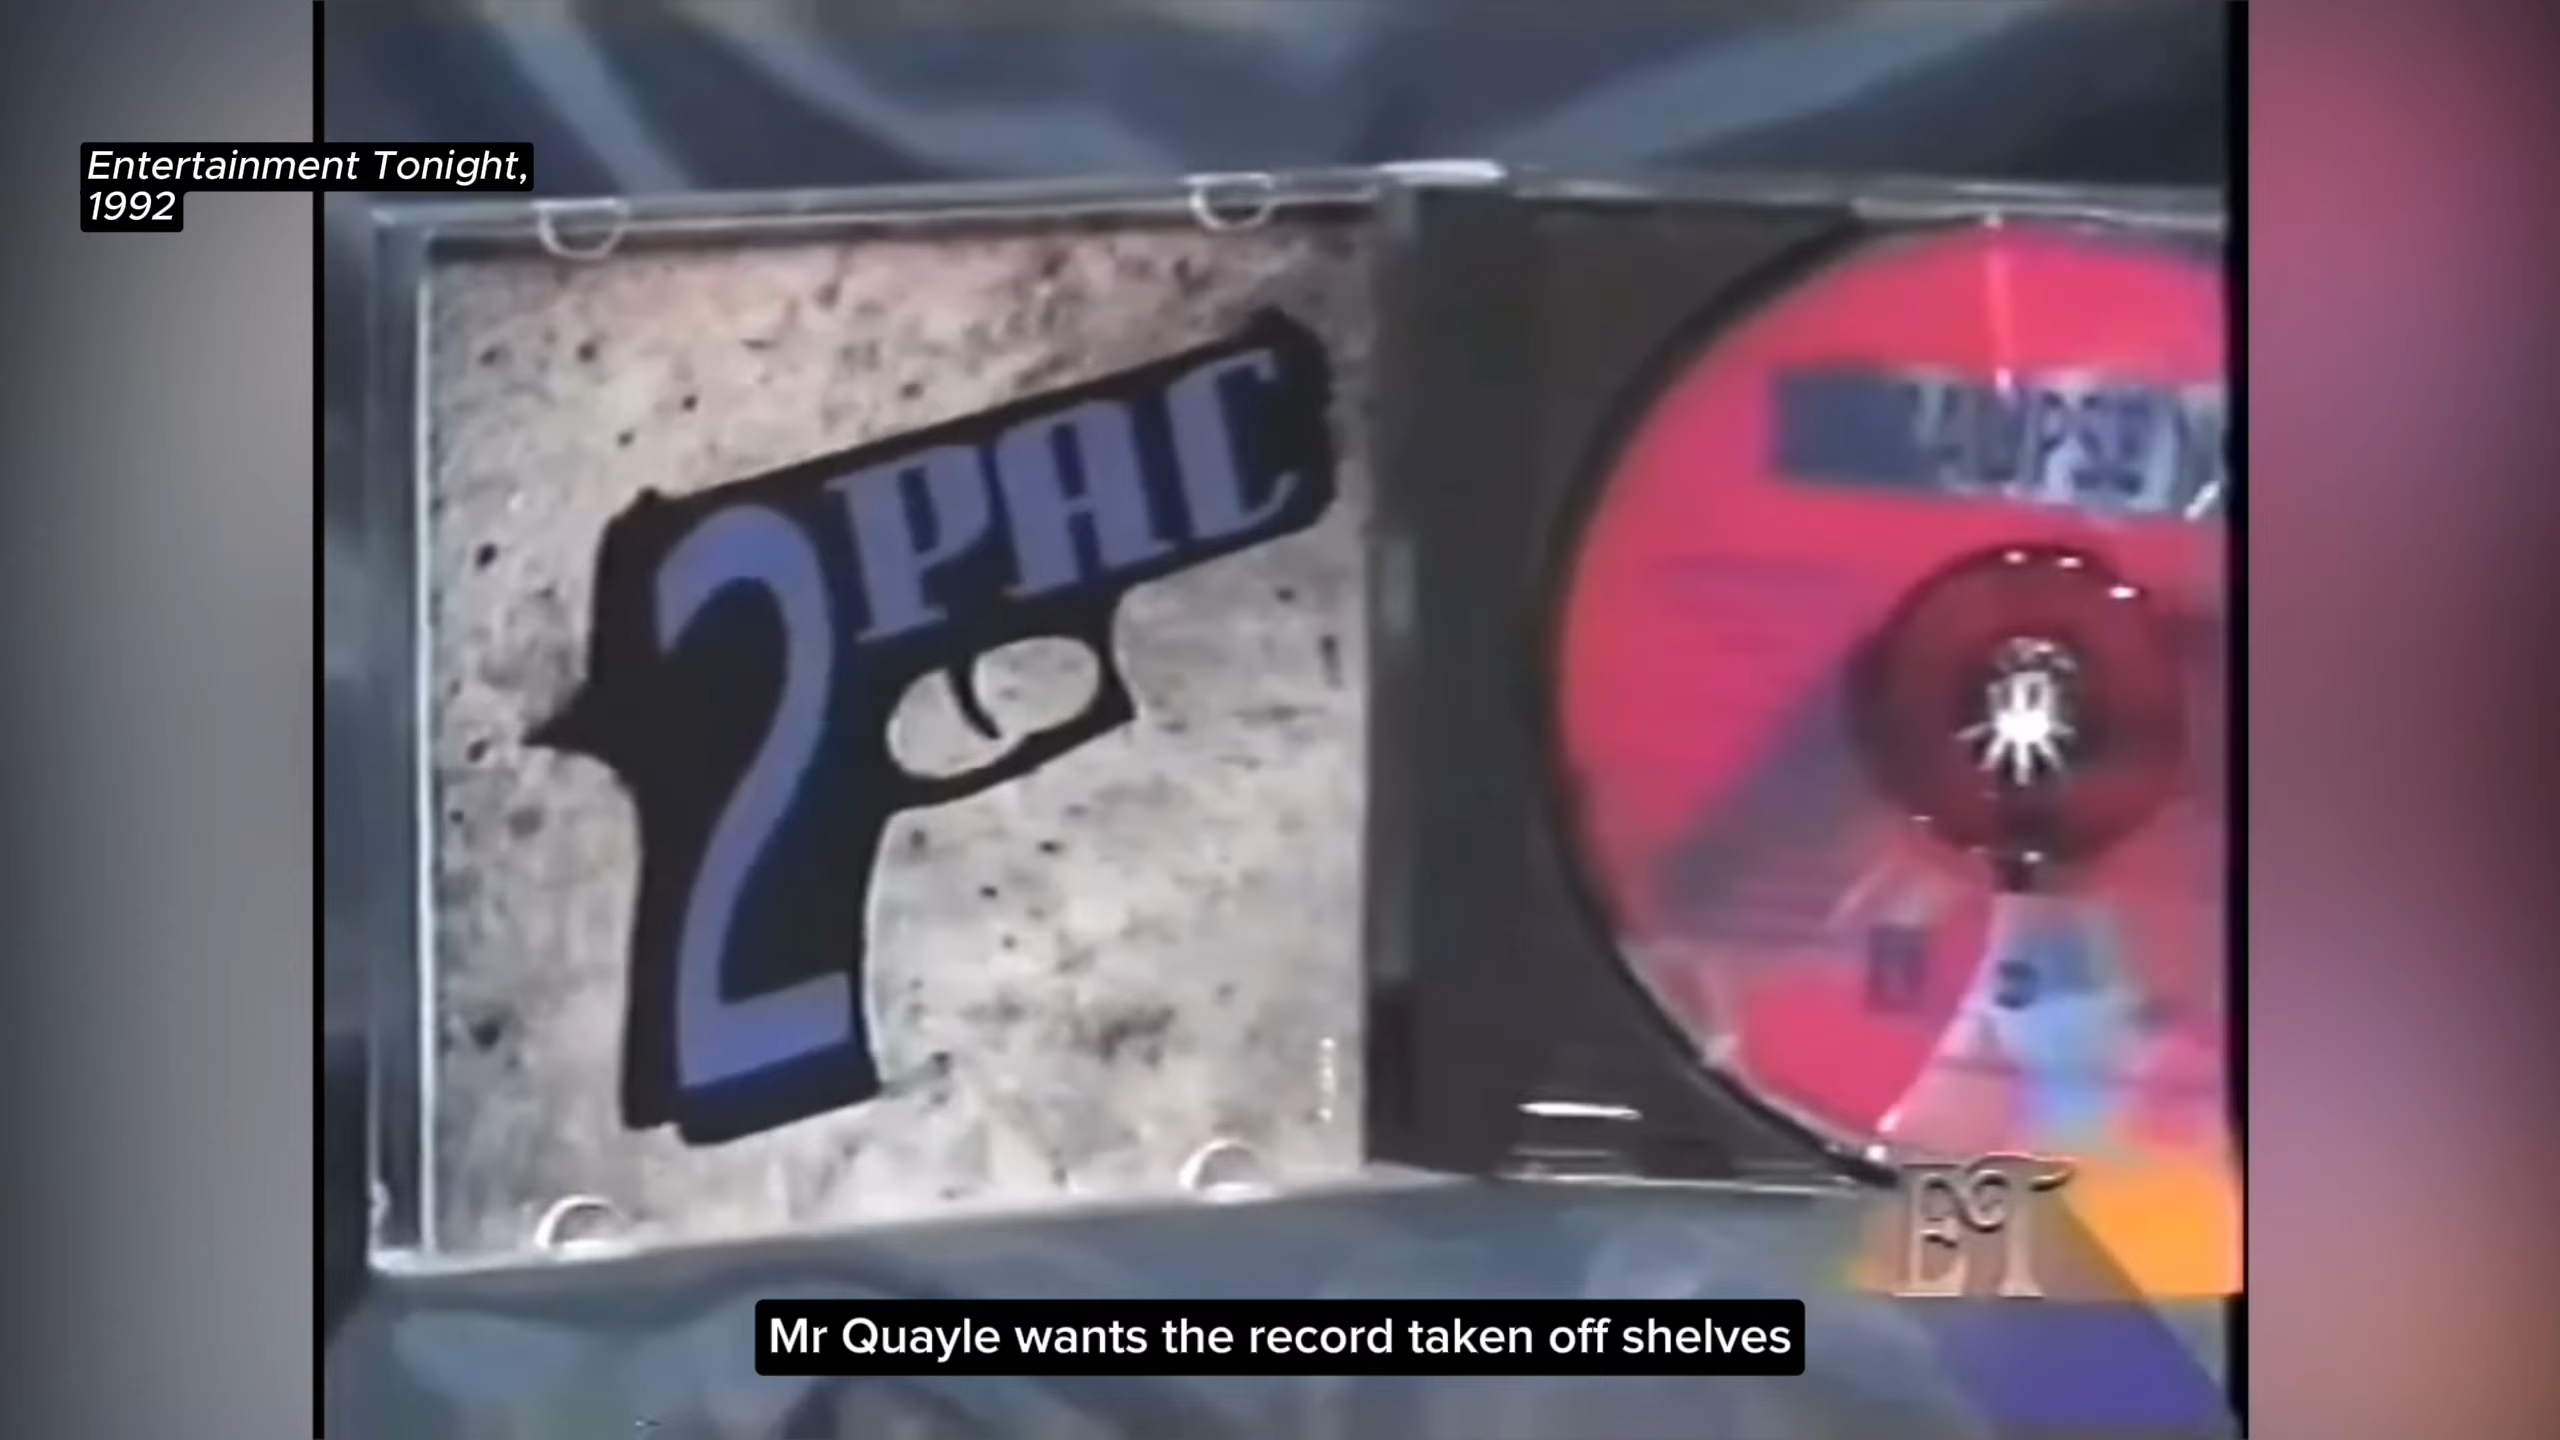 Entertainment Tonight,
1992
2PAC
ET
Mr Quayle wants the record taken off shelves